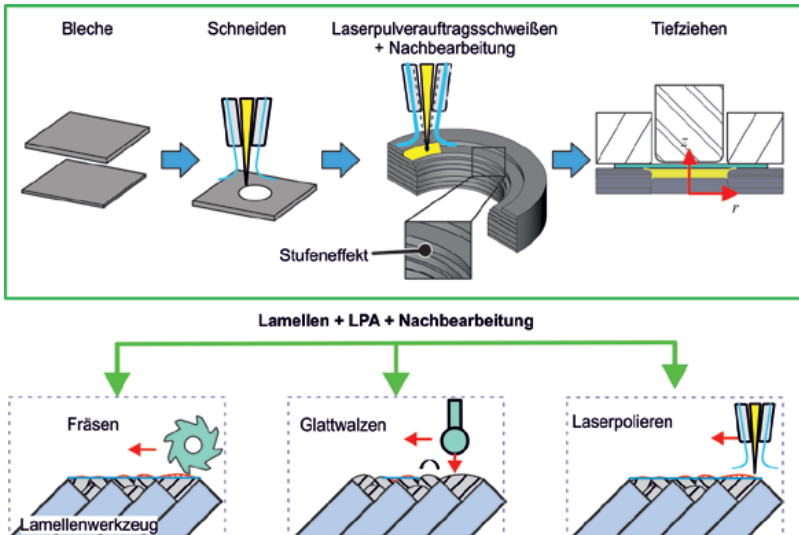 Bleche
Schneiden
Laserpulverauftragsschweißen
+ Nachbearbeitung
Tiefziehen
z
r
Stufeneffekt
Lamellen + LPA + Nachbearbeitung
Fräsen
Glattwalzen
Laserpolieren
Lamellenwerkzeug